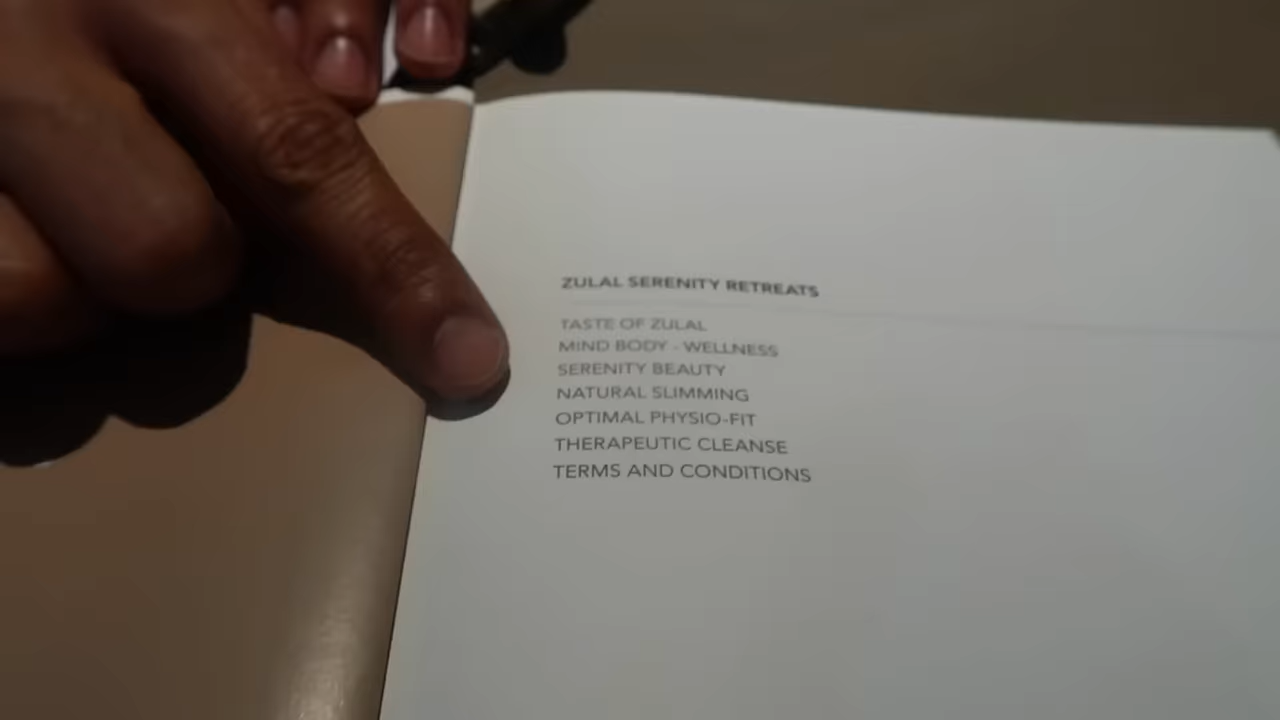 ZULAL SERENITY RETREATS
TASTE OF ZULAL
MIND BODY - WELLNESS
SERENITY BEAUTY
NATURAL SLIMMING
OPTIMAL PHYSIO-FIT
THERAPEUTIC CLEANSE
TERMS AND CONDITIONS